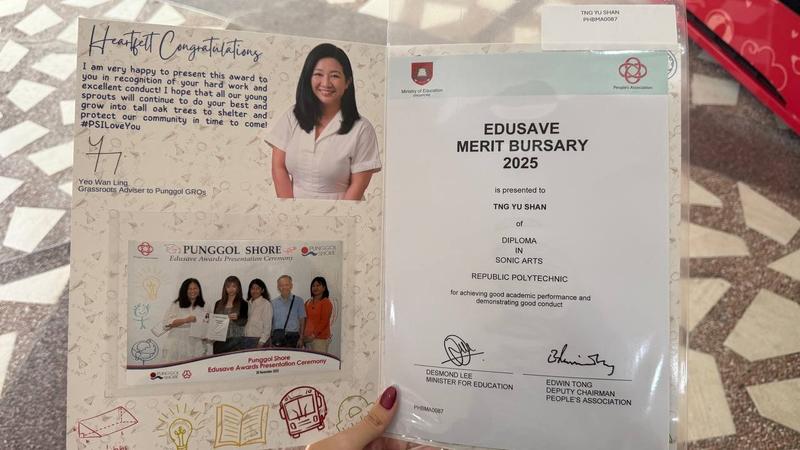 Heartfelt Congratulations
I am very happy to present this award to
you in recognition of your hard work and
excellent conduct! I hope that all our young
sprouts will continue to do your best and
grow into tall oak trees to shelter and
protect our community in time to come!
#PSILoveYou
Yeo Wan Ling
Grassroots Adviser to Punggol GROs
PUNGGOL SHORE
Edusave Awards Presentation Ceremony
PUNGGOL
SHORE
Punggol Shore
Edusave Awards Presentation Ceremony
PUNGGOL
SHORE
TNG YU SHAN
PHBMA0087
Ministry of Education
SINGAPORE
People's Association
EDUSAVE
MERIT BURSARY
2025
is presented to
TNG YU SHAN
of
DIPLOMA
IN
SONIC ARTS
REPUBLIC POLYTECHNIC
for achieving good academic performance and
demonstrating good conduct
DESMOND LEE
MINISTER FOR EDUCATION
EDWIN TONG
DEPUTY CHAIRMAN
PEOPLE'S ASSOCIATION
PHBMA0087